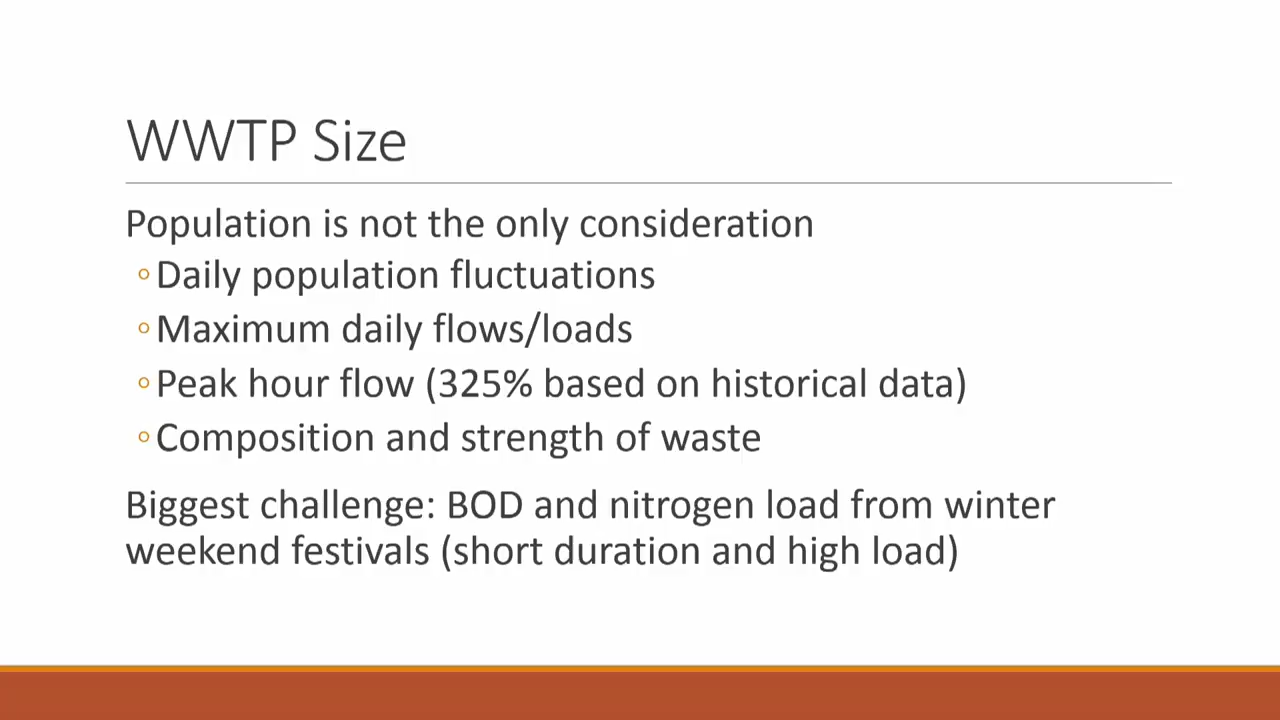 WWTP Size
Population is not the only consideration
◦Daily population fluctuations
◦Maximum daily flows/loads
◦Peak hour flow (325% based on historical data)
◦Composition and strength of waste
Biggest challenge: BOD and nitrogen load from winter
weekend festivals (short duration and high load)